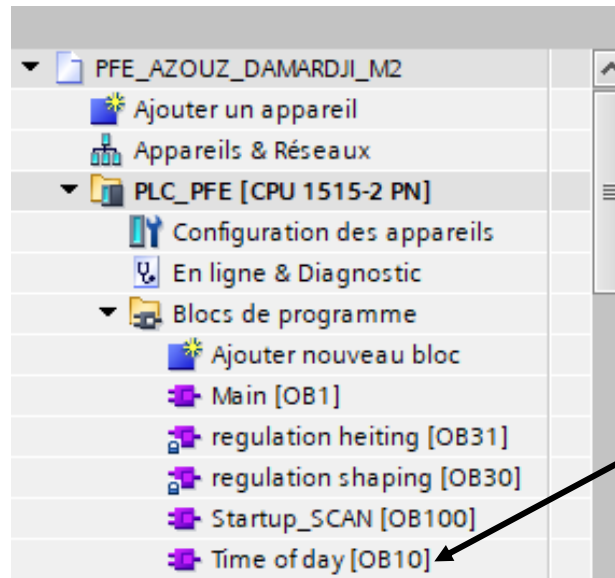 PFE_AZOUZ_DAMARDJI_M2
Ajouter un appareil
Appareils & Réseaux
PLC_PFE [CPU 1515-2 PN]
Configuration des appareils
En ligne & Diagnostic
Blocs de programme
Ajouter nouveau bloc
Main [OB1]
regulation heiting [OB31]
regulation shaping [OB30]
Startup_SCAN [OB100]
Time of day [OB10]